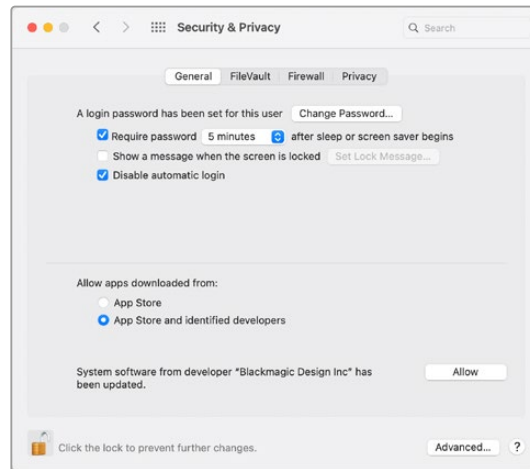 Security & Privacy
Search
General
FileVault
Firewall
Privacy
A login password has been set for this user
Change Password...
Require password
5 minutes
after sleep or screen saver begins
Show a message when the screen is locked
Set Lock Message...
Disable automatic login
Allow apps downloaded from:
App Store
App Store and identified developers
System software from developer “Blackmagic Design Inc” has
been updated.
Allow
Click the lock to prevent further changes.
Advanced...
?